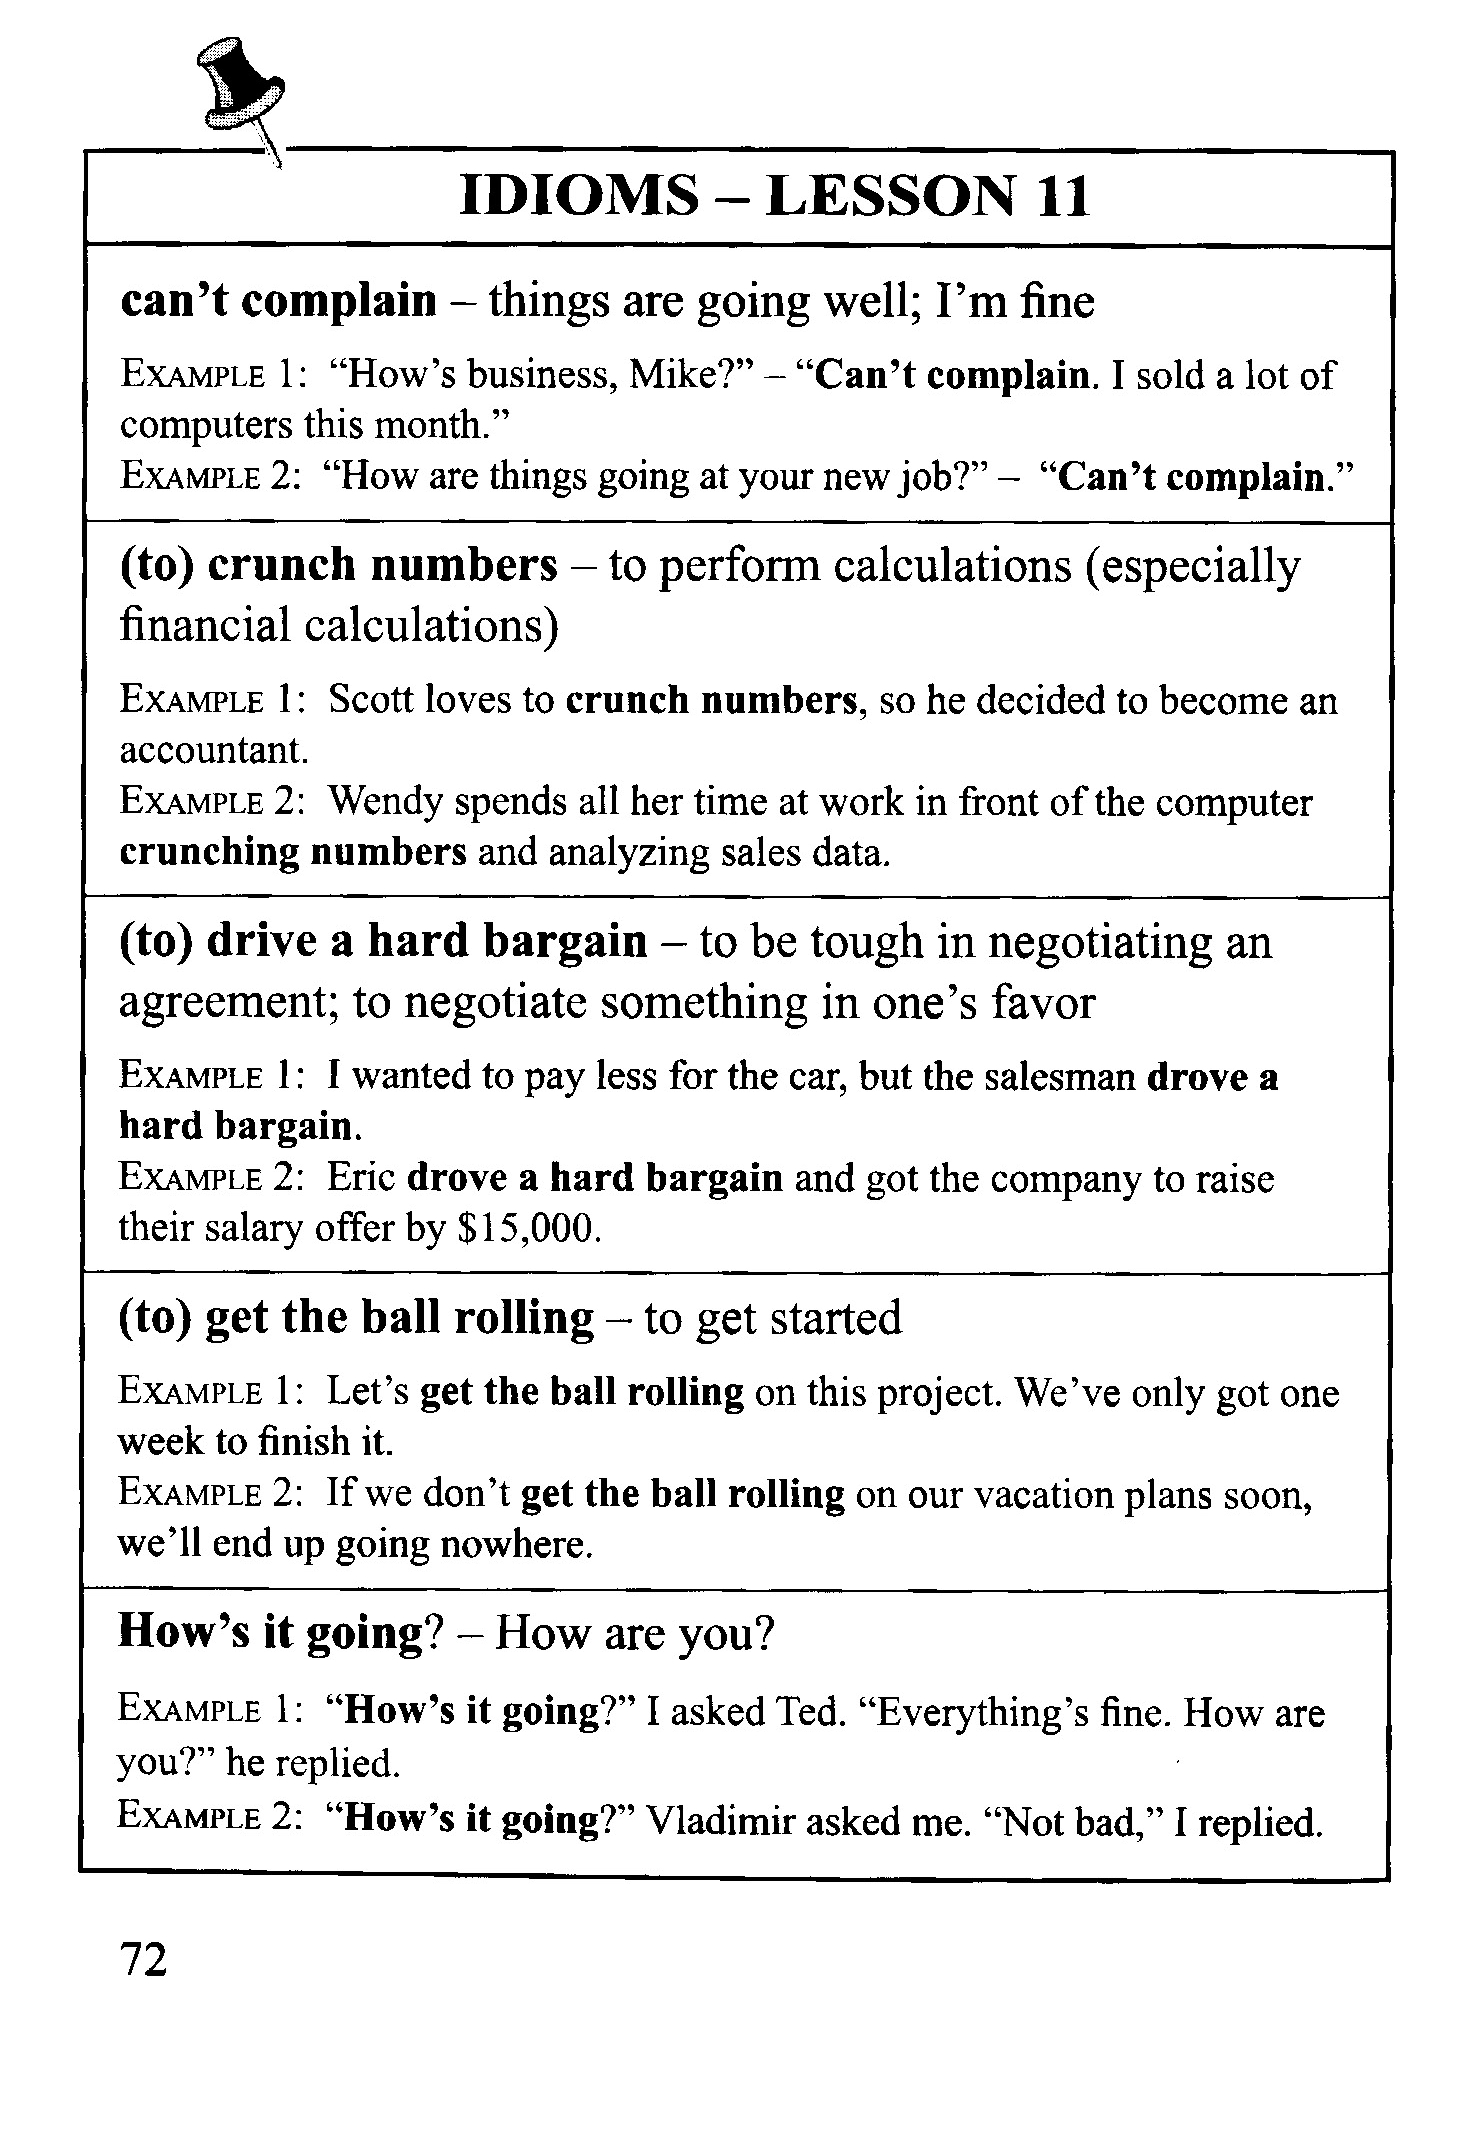 IDIOMS – LESSON 11
can't complain – things are going well; I'm fine
EXAMPLE 1: “How's business, Mike?” – “Can't complain. I sold a lot of
computers this month.”
EXAMPLE 2: “How are things going at your new job?” – “Can't complain.”
(to) crunch numbers – to perform calculations (especially
financial calculations)
EXAMPLE 1: Scott loves to crunch numbers, so he decided to become an
accountant.
EXAMPLE 2: Wendy spends all her time at work in front of the computer
crunching numbers and analyzing sales data.
(to) drive a hard bargain – to be tough in negotiating an
agreement; to negotiate something in one's favor
EXAMPLE 1: I wanted to pay less for the car, but the salesman drove a
hard bargain.
EXAMPLE 2: Eric drove a hard bargain and got the company to raise
their salary offer by $15,000.
(to) get the ball rolling – to get started
EXAMPLE 1: Let's get the ball rolling on this project. We've only got one
week to finish it.
EXAMPLE 2: If we don't get the ball rolling on our vacation plans soon,
we'll end up going nowhere.
How's it going? – How are you?
EXAMPLE 1: “How's it going?” I asked Ted. “Everything's fine. How are
you?” he replied.
EXAMPLE 2: “How's it going?” Vladimir asked me. “Not bad,” I replied.
72